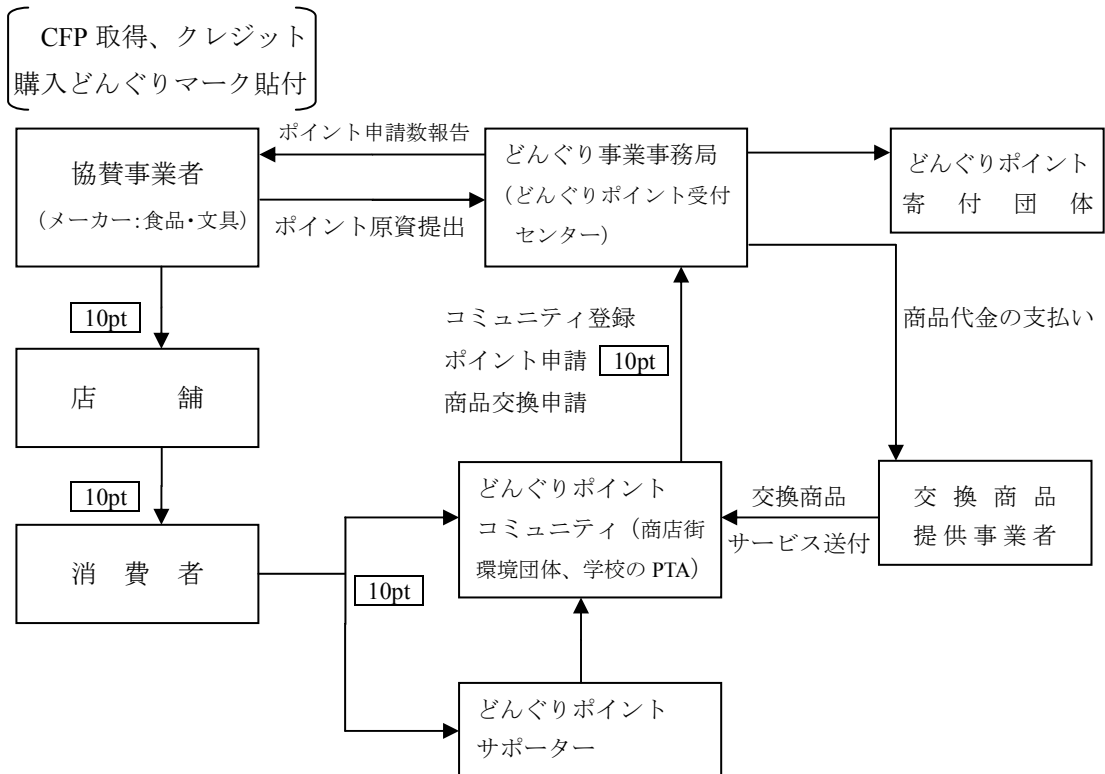 CFP 取得、クレジット
購入どんぐりマーク貼付
ポイント申請数報告
協賛事業者
（メーカー：食品・文具）
ポイント原資提出
どんぐり事業事務局
（どんぐりポイント受付
センター）
どんぐりポイント
寄付団体
10pt
コミュニティ登録
ポイント申請 10pt
商品交換申請
商品代金の支払い
店舗
10pt
消費者
10pt
どんぐりポイント
コミュニティ（商店街
環境団体、学校の PTA）
交換商品
サービス送付
交換商品
提供事業者
どんぐりポイント
サポーター